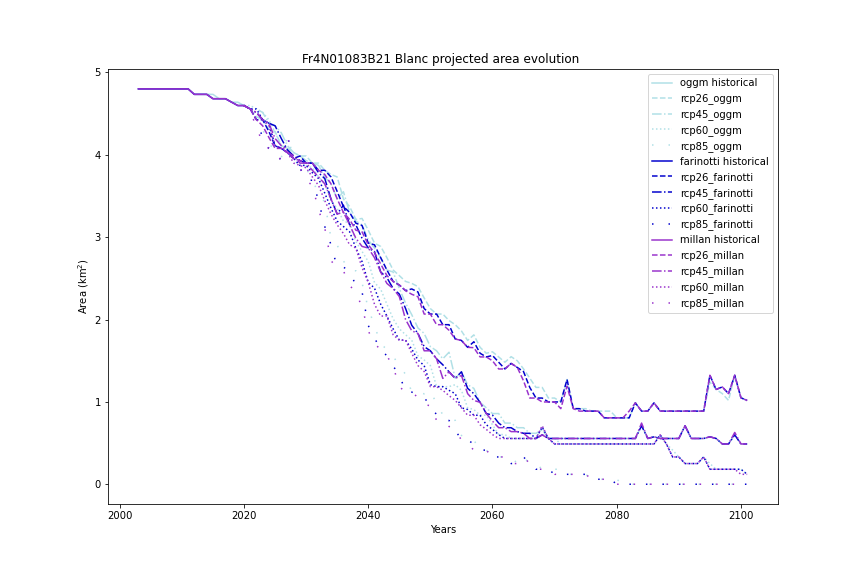 Fr4N01083B21 Blanc projected area evolution
5
4
3
2
1
0
Area (km²)
2000
2020
2040
2060
2080
2100
Years
oggm historical
rcp26_oggm
rcp45_oggm
rcp60_oggm
rcp85_oggm
farinotti historical
rcp26_farinotti
rcp45_farinotti
rcp60_farinotti
rcp85_farinotti
millan historical
rcp26_millan
rcp45_millan
rcp60_millan
rcp85_millan